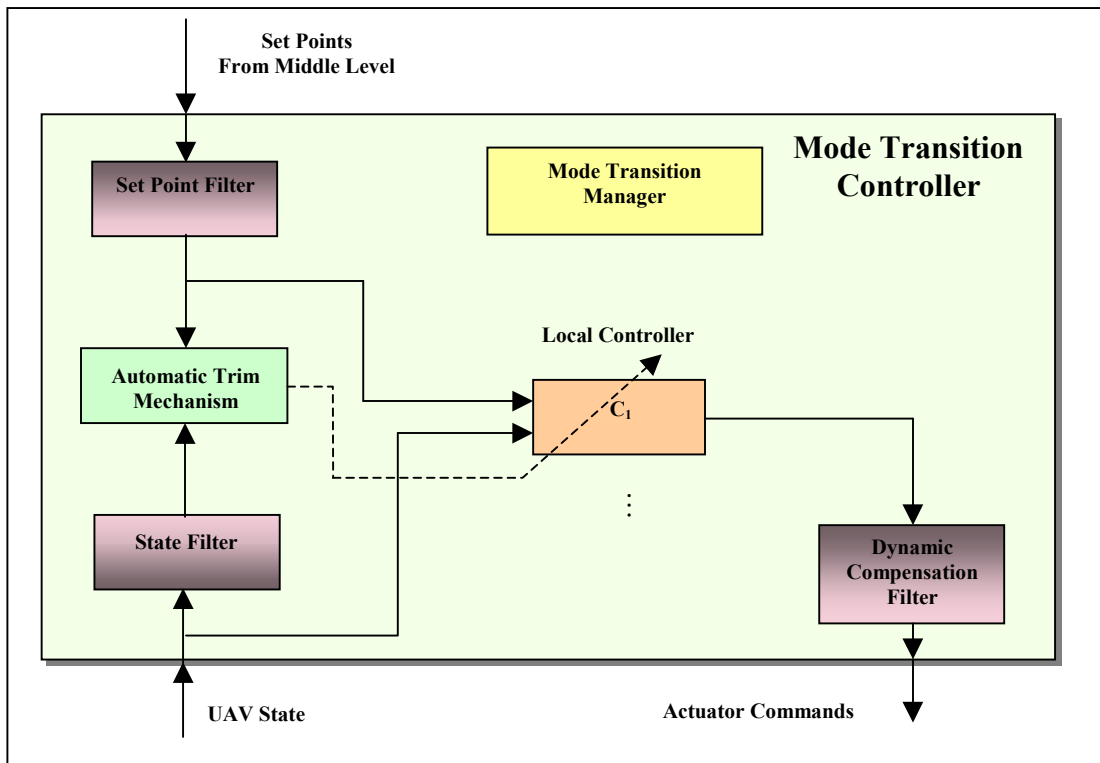 Set Points
From Middle Level
Mode Transition
Controller
Set Point Filter
Mode Transition
Manager
Local Controller
Automatic Trim
Mechanism
C₁
⋮
State Filter
Dynamic
Compensation
Filter
UAV State
Actuator Commands